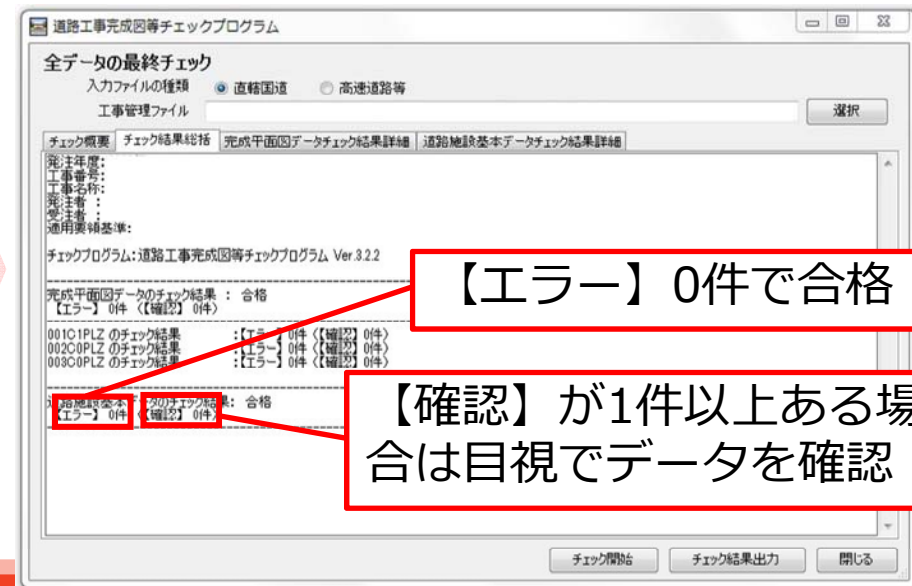 道路工事完成図等チェックプログラム
全データの最終チェック
入力ファイルの種類 直轄国道 高速道路等
工事管理ファイル 選択
チェック概要 チェック結果総括 完成平面図データチェック結果詳細 道路施設基本データチェック結果詳細
発注年度:
工事番号:
工事名称:
発注者 :
受注者 :
適用要領基準:
チェックプログラム:道路工事完成図等チェックプログラム Ver.3.2.2
完成平面図データのチェック結果 : 合格
【エラー】 0件 〈【確認】 0件〉
001C1PLZ のチェック結果 :【エラー】 0件 〈【確認】 0件〉
002C0PLZ のチェック結果 :【エラー】 0件 〈【確認】 0件〉
003C0PLZ のチェック結果 :【エラー】 0件 〈【確認】 0件〉
道路施設基本データのチェック結果: 合格
【エラー】 0件 〈【確認】 0件〉
【エラー】0件で合格
【確認】が1件以上ある場
合は目視でデータを確認
チェック開始 チェック結果出力 閉じる